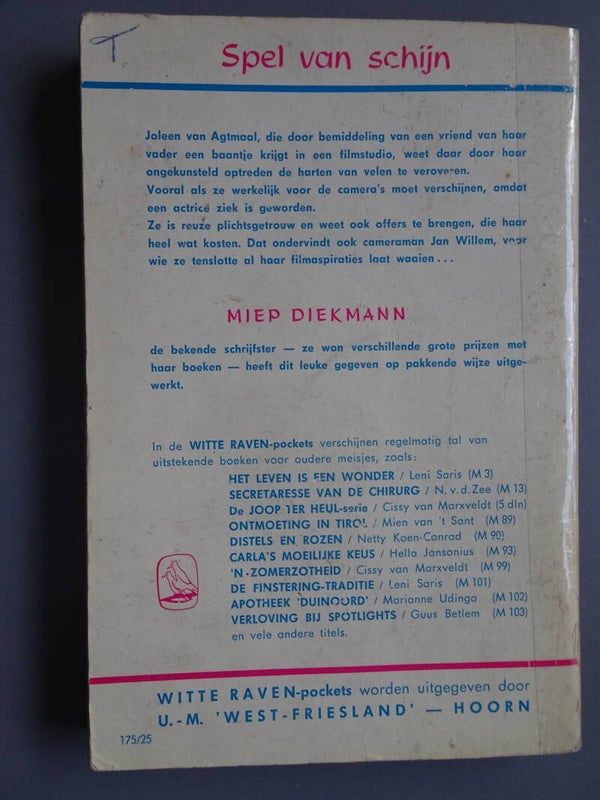 T
Spel van schijn
Joleen van Agtmaal, die door bemiddeling van een vriend van haar
vader een baantje krijgt in een filmstudio, weet daar door haar
ongekunsteld optreden de harten van velen te veroveren.
Vooral als ze werkelijk voor de camera's moet verschijnen, omdat
een actrice ziek is geworden.
Ze is reuze plichtsgetrouw en weet ook offers te brengen, die haar
heel wat kosten. Dat ondervindt ook cameraman Jan Willem, voor
wie ze tenslotte al haar filmaspiraties laat waaien...
MIEP DIEKMANN
de bekende schrijfster — ze won verschillende grote prijzen met
haar boeken — heeft dit leuke gegeven op pakkende wijze uitge-
werkt.
In de WITTE RAVEN-pockets verschijnen regelmatig tal van
uitstekende boeken voor oudere meisjes, zoals:
HET LEVEN IS EEN WONDER / Leni Saris (M 3)
SECRETARESSE VAN DE CHIRURG / N. v. d. Zee (M 13)
De JOOP TER HEUL-serie / Cissy van Marxveldt (5 dln)
ONTMOETING IN TIROL / Mien van 't Sant (M 89)
DISTELS EN ROZEN / Netty Koen-Conrad (M 90)
CARLA'S MOEILIJKE KEUS / Hella Jansonius (M 93)
'N ZOMERZOTHEID / Cissy van Marxveldt (M 99)
DE FINSTERING-TRADITIE / Leni Saris (M 101)
APOTHEEK 'DUINOORD' / Marianne Udinga (M 102)
VERLOVING BIJ SPOTLIGHTS / Guus Betlem (M 103)
en vele andere titels.
WITTE RAVEN-pockets worden uitgegeven door
U.-M. 'WEST-FRIESLAND' — HOORN
175/25